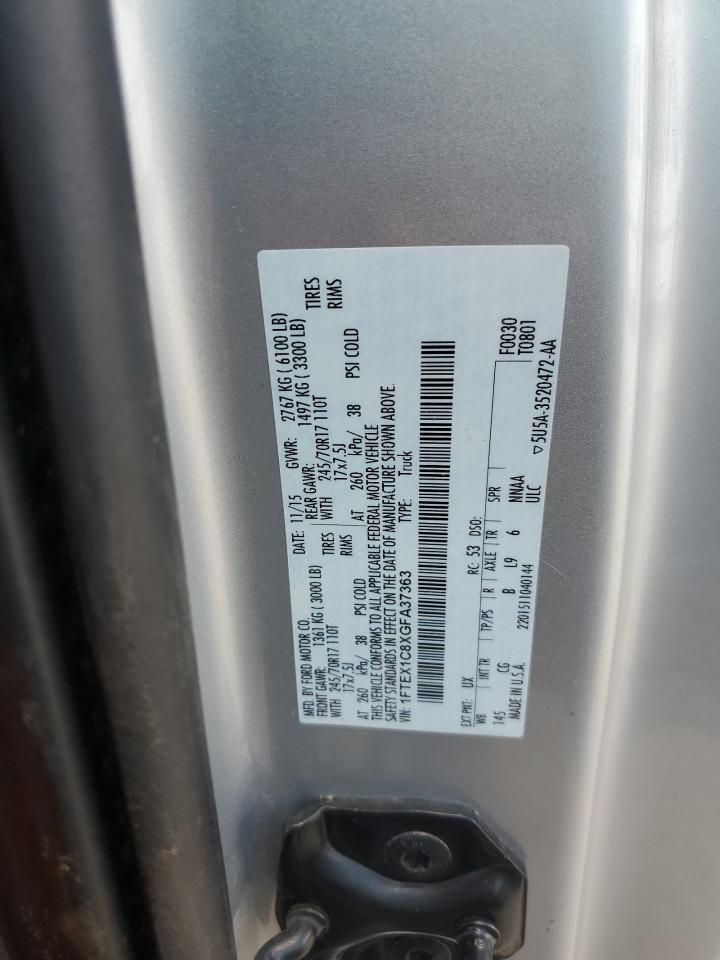 MFD. BY FORD MOTOR CO.
DATE: 11/15 GVWR: 2767 KG ( 6100 LB)
FRONT GAWR: 1361 KG (3000 LB) REAR GAWR: 1497 KG ( 3300 LB)
WITH 245/70R17 110T TIRES WITH 245/70R17 110T TIRES
17x7.5J RIMS 17x7.5J RIMS
AT 260 kPa/ 38 PSI COLD AT 260 kPa/ 38 PSI COLD
THIS VEHICLE CONFORMS TO ALL APPLICABLE FEDERAL MOTOR VEHICLE
SAFETY STANDARDS IN EFFECT ON THE DATE OF MANUFACTURE SHOWN ABOVE.
VIN: 1FTEX1C8XGFA37363 TYPE: Truck
F0030
T0801
EXT PNT: UX RC: 53 DSO:
WB INT TR TP/PS R AXLE TR SPR
145 CG B L9 6 NNAA
MADE IN U.S.A. 2201511040144 ULC
▽5U5A-3520472-AA